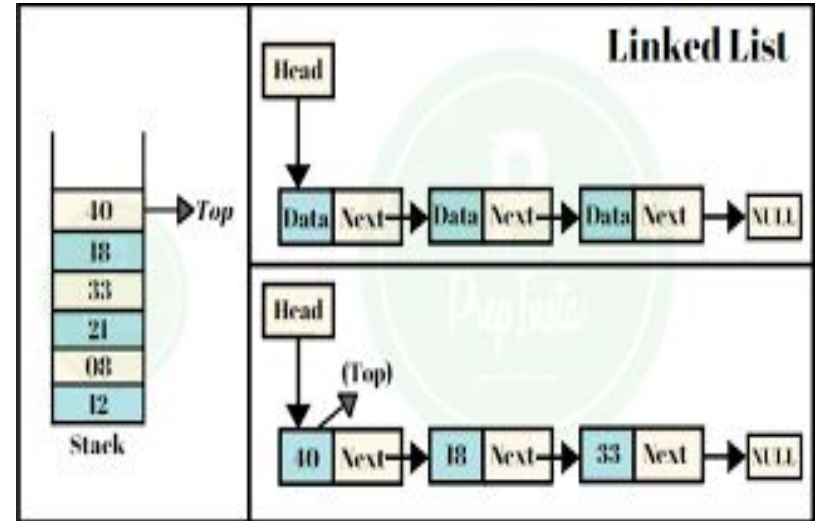 40
Top
18
33
21
08
12
Stack
Linked List
Head
Data Next Data Next Data Next NULL
Head
(Top)
40 Next 18 Next 33 Next NULL
PrepInsta